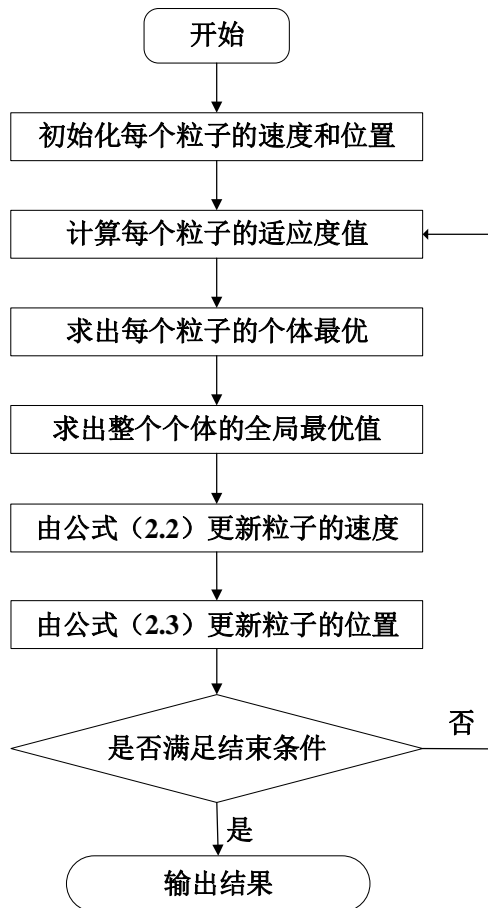 开始
初始化每个粒子的速度和位置
计算每个粒子的适应度值
求出每个粒子的个体最优
求出整个个体的全局最优值
由公式（2.2）更新粒子的速度
由公式（2.3）更新粒子的位置
是否满足结束条件
否
是
输出结果